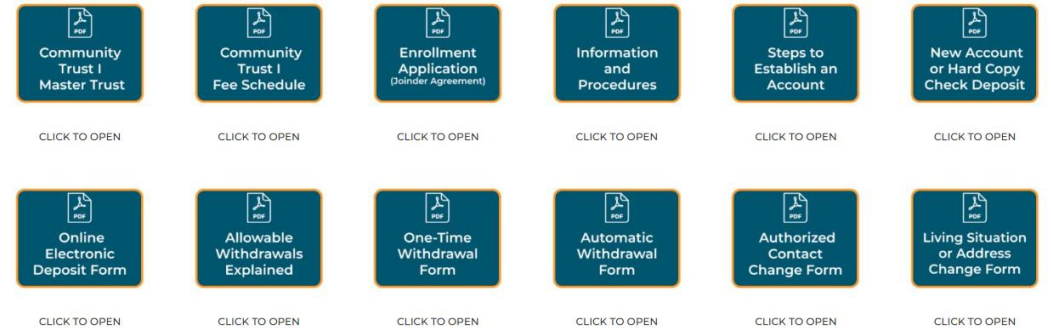 PDF
Community
Trust I
Master Trust
CLICK TO OPEN
PDF
Community
Trust I
Fee Schedule
CLICK TO OPEN
PDF
Enrollment
Application
(Joinder Agreement)
CLICK TO OPEN
PDF
Information
and
Procedures
CLICK TO OPEN
PDF
Steps to
Establish an
Account
CLICK TO OPEN
PDF
New Account
or Hard Copy
Check Deposit
CLICK TO OPEN
PDF
Online
Electronic
Deposit Form
CLICK TO OPEN
PDF
Allowable
Withdrawals
Explained
CLICK TO OPEN
PDF
One-Time
Withdrawal
Form
CLICK TO OPEN
PDF
Automatic
Withdrawal
Form
CLICK TO OPEN
PDF
Authorized
Contact
Change Form
CLICK TO OPEN
PDF
Living Situation
or Address
Change Form
CLICK TO OPEN